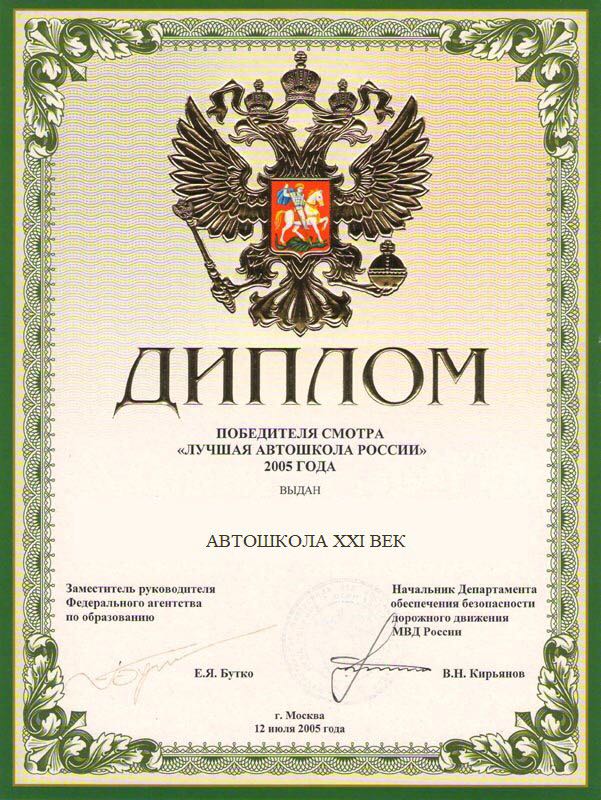 ДИПЛОМ
ПОБЕДИТЕЛЯ СМОТРА
«ЛУЧШАЯ АВТОШКОЛА РОССИИ»
2005 ГОДА
ВЫДАН
АВТОШКОЛА XXI ВЕК
Заместитель руководителя
Федерального агентства
по образованию
Е.Я. Бутко
Начальник Департамента
обеспечения безопасности
дорожного движения
МВД России
В.Н. Кирьянов
г. Москва
12 июля 2005 года